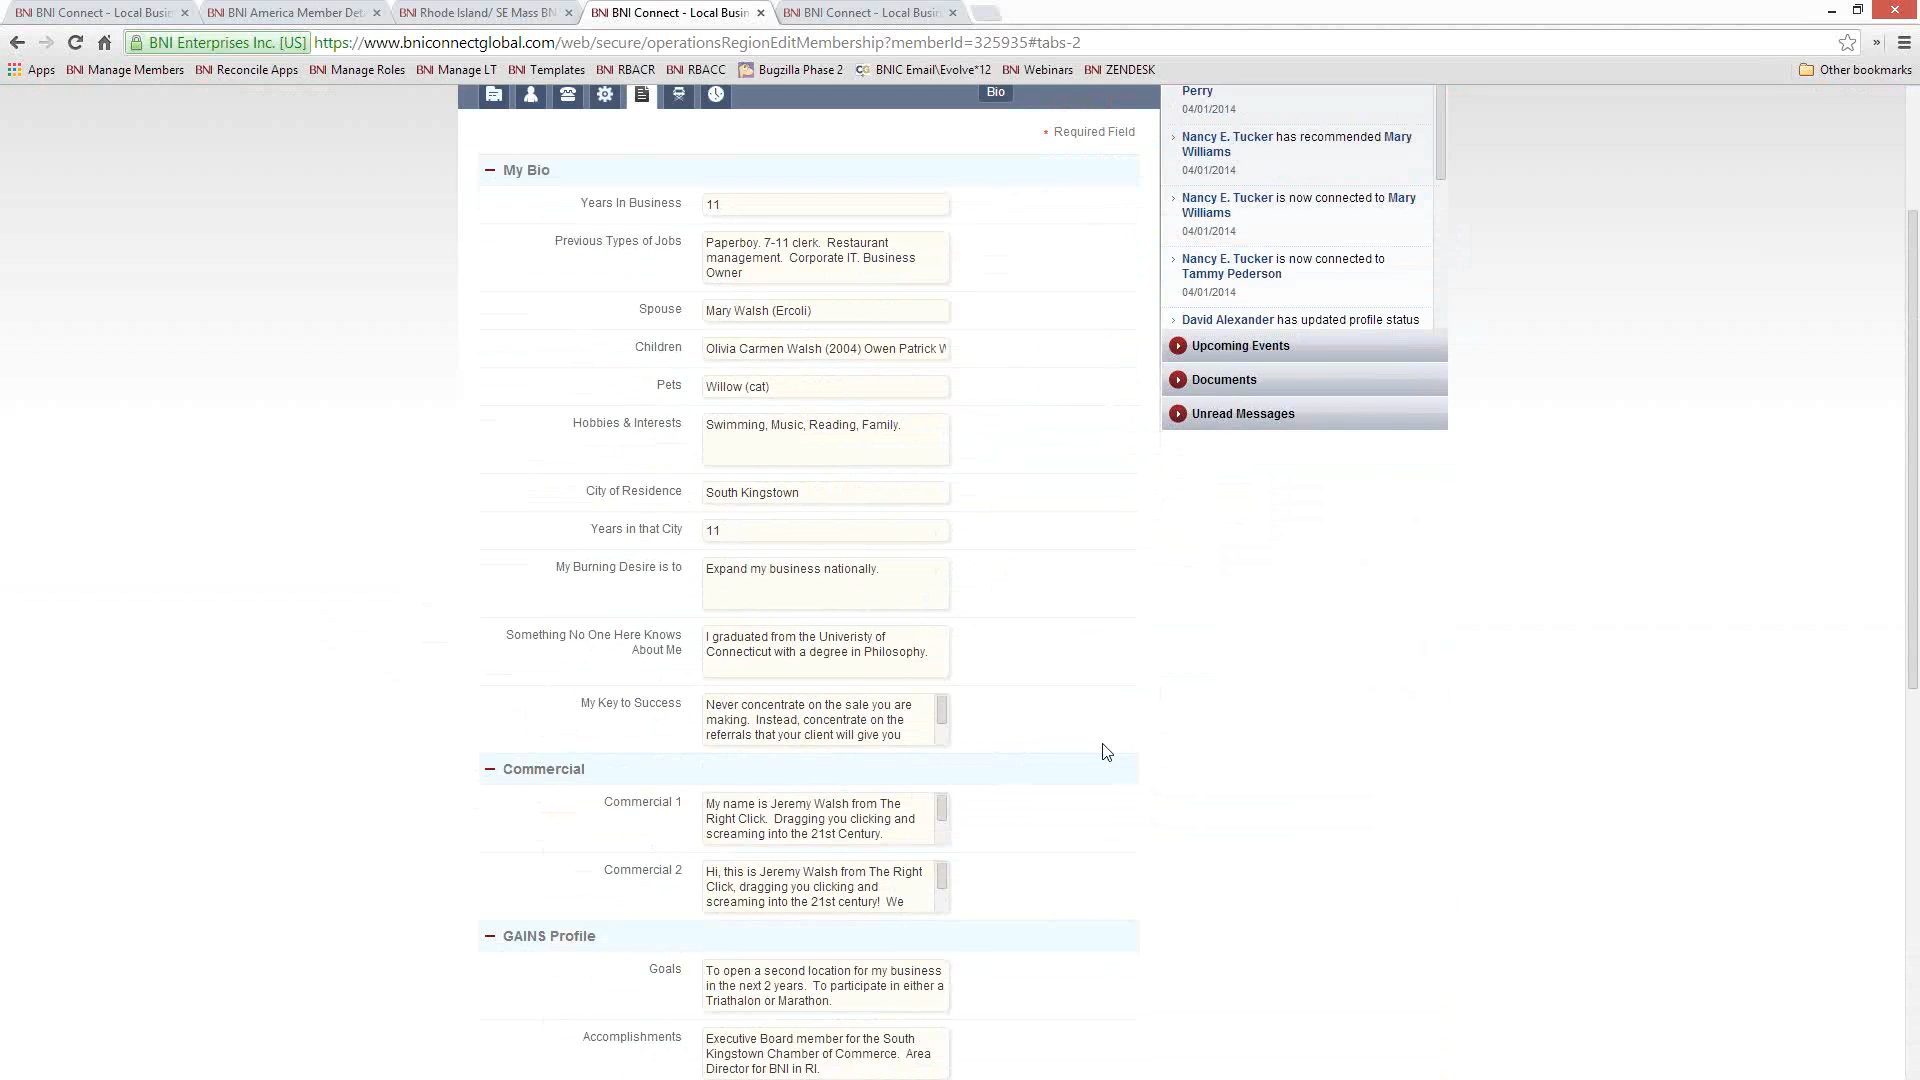 BNI BNI Connect - Local Busin
BNI BNI America Member Det
BNI Rhode Island/ SE Mass BN
BNI BNI Connect - Local Busin
BNI BNI Connect - Local Busin
BNI Enterprises Inc. [US]
https://www.bniconnectglobal.com/web/secure/operationsRegionEditMembership?memberId=325935#tabs-2
Apps
BNI Manage Members
BNI Reconcile Apps
BNI Manage Roles
BNI Manage LT
BNI Templates
BNI RBACR
BNI RBACC
Bugzilla Phase 2
BNIC Email\Evolve*12
BNI Webinars
BNI ZENDESK
Other bookmarks
Bio
* Required Field
My Bio
Years In Business
11
Previous Types of Jobs
Paperboy. 7-11 clerk. Restaurant
management. Corporate IT. Business
Owner
Spouse
Mary Walsh (Ercoli)
Children
Olivia Carmen Walsh (2004) Owen Patrick W
Pets
Willow (cat)
Hobbies & Interests
Swimming, Music, Reading, Family.
City of Residence
South Kingstown
Years in that City
11
My Burning Desire is to
Expand my business nationally.
Something No One Here Knows
About Me
I graduated from the Univeristy of
Connecticut with a degree in Philosophy.
My Key to Success
Never concentrate on the sale you are
making. Instead, concentrate on the
referrals that your client will give you
Commercial
Commercial 1
My name is Jeremy Walsh from The
Right Click. Dragging you clicking and
screaming into the 21st Century.
Commercial 2
Hi, this is Jeremy Walsh from The Right
Click, dragging you clicking and
screaming into the 21st century! We
GAINS Profile
Goals
To open a second location for my business
in the next 2 years. To participate in either a
Triathalon or Marathon.
Accomplishments
Executive Board member for the South
Kingstown Chamber of Commerce. Area
Director for BNI in RI.
Perry
04/01/2014
Nancy E. Tucker has recommended Mary
Williams
04/01/2014
Nancy E. Tucker is now connected to Mary
Williams
04/01/2014
Nancy E. Tucker is now connected to
Tammy Pederson
04/01/2014
David Alexander has updated profile status
Upcoming Events
Documents
Unread Messages